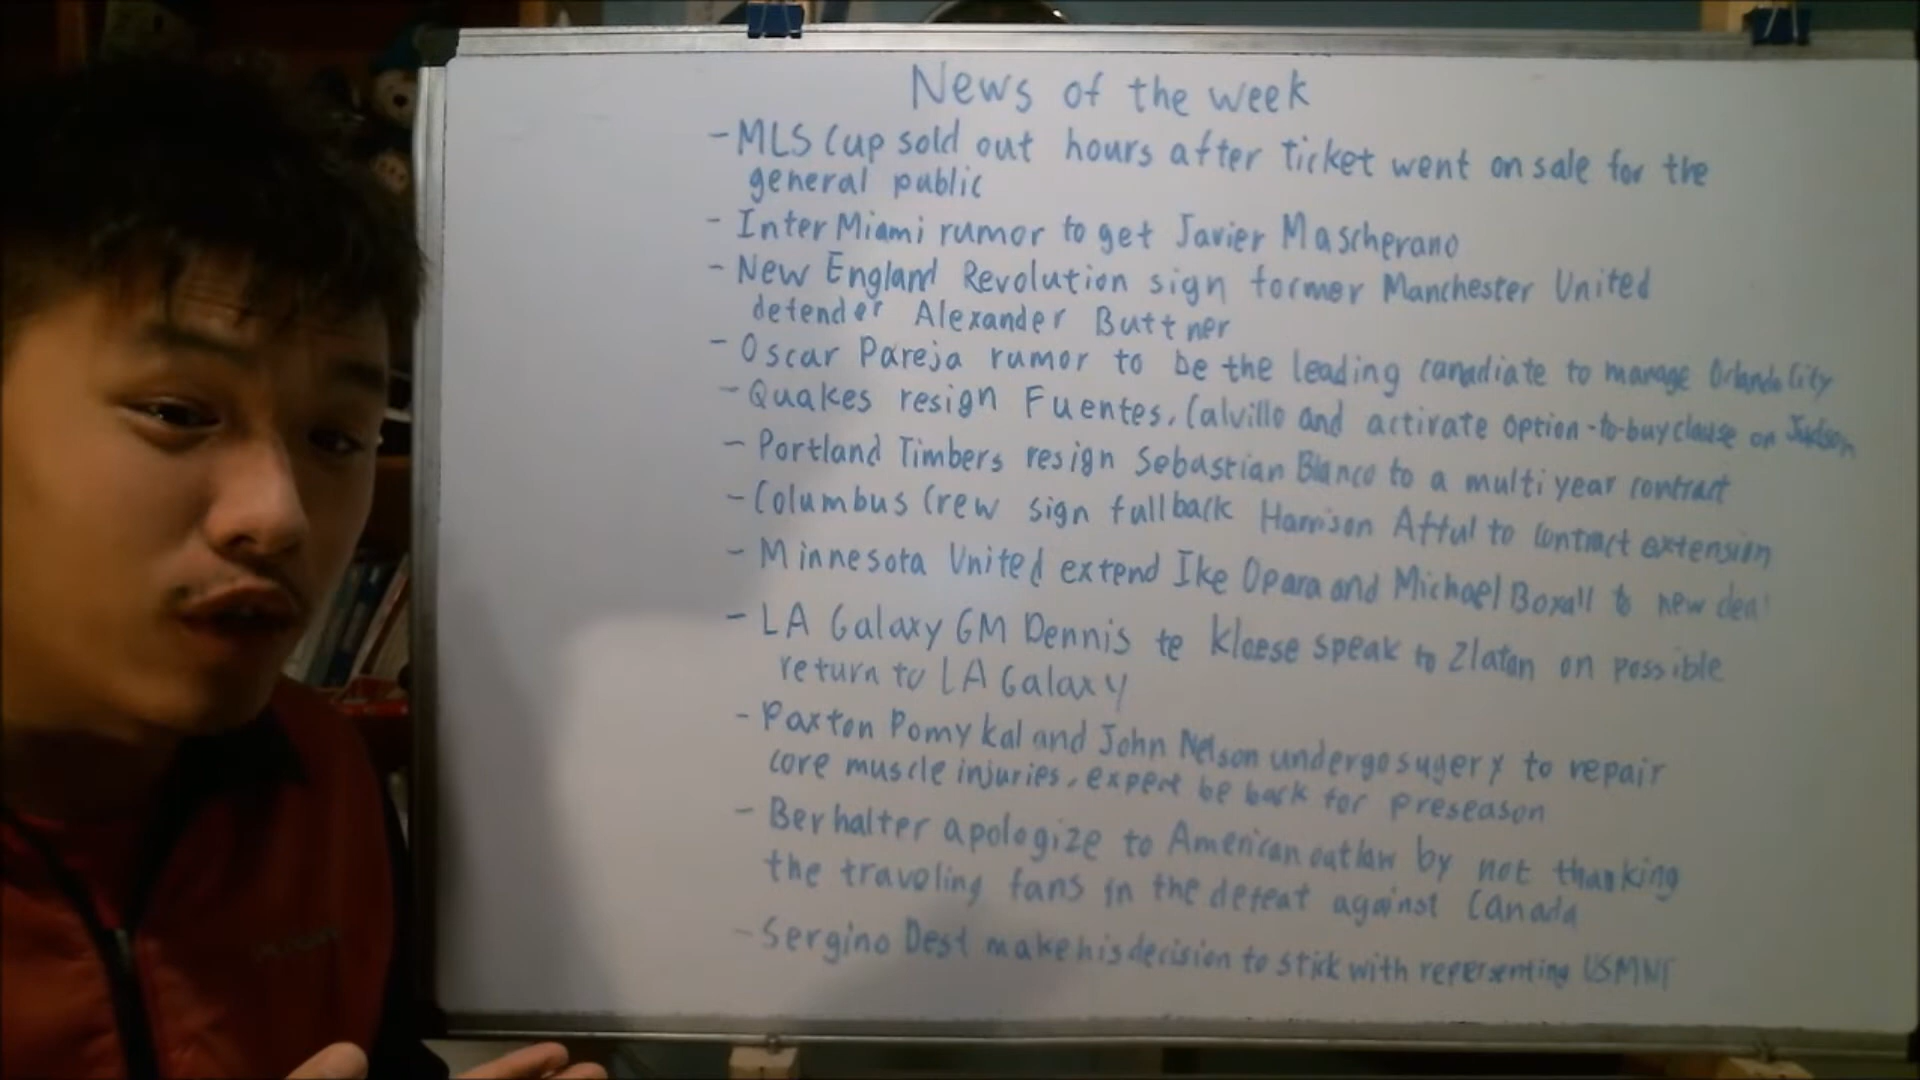 News of the week
- MLS Cup sold out hours after ticket went on sale for the
general public
- Inter Miami rumor to get Javier Mascherano
- New England Revolution sign former Manchester United
defender Alexander Buttner
- Oscar Pareja rumor to be the leading canadiate to manage Orlando City
- Quakes resign Fuentes, Calvillo and activate option-to-buy clause on Judson
- Portland Timbers resign Sebastian Blanco to a multi year contract
- Columbus Crew sign fullback Harrison Afful to contract extension
- Minnesota United extend Ike Opara and Michael Boxall to new deal
- LA Galaxy GM Dennis te kloese speak to Zlatan on possible
return to LA Galaxy
- Paxton Pomykal and John Nelson undergo sugery to repair
core muscle injuries, expect be back for preseason
- Berhalter apologize to American outlaw by not thanking
the traveling fans in the defeat against Canada
- Sergino Dest make his decision to stick with repersenting USMNT